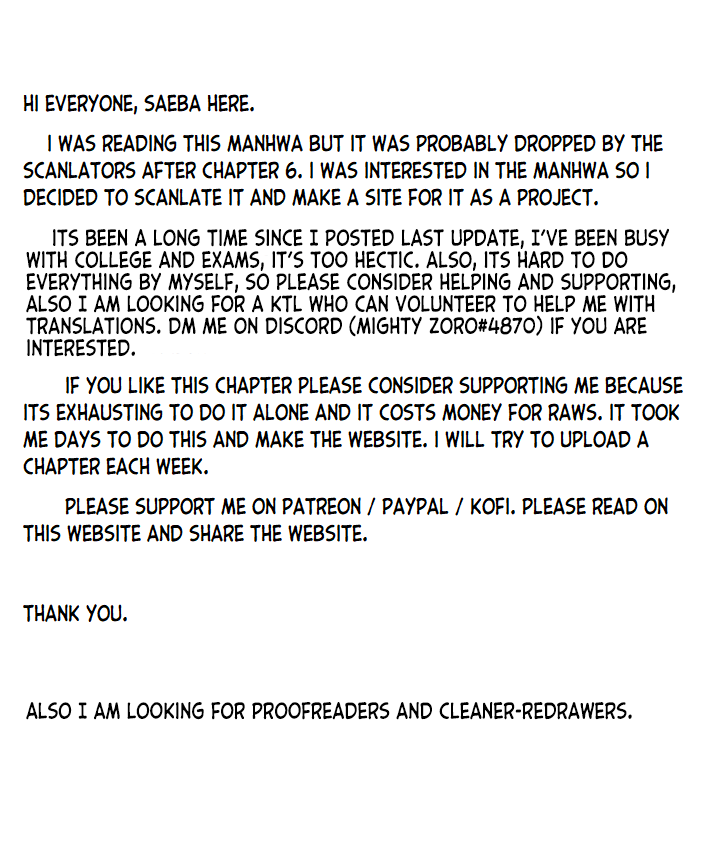 HI EVERYONE, SAEBA HERE.
I WAS READING THIS MANHWA BUT IT WAS PROBABLY DROPPED BY THE
SCANLATORS AFTER CHAPTER 6. I WAS INTERESTED IN THE MANHWA SO I
DECIDED TO SCANLATE IT AND MAKE A SITE FOR IT AS A PROJECT.
ITS BEEN A LONG TIME SINCE I POSTED LAST UPDATE, I'VE BEEN BUSY
WITH COLLEGE AND EXAMS, IT'S TOO HECTIC. ALSO, ITS HARD TO DO
EVERYTHING BY MYSELF, SO PLEASE CONSIDER HELPING AND SUPPORTING,
ALSO I AM LOOKING FOR A KTL WHO CAN VOLUNTEER TO HELP ME WITH
TRANSLATIONS. DM ME ON DISCORD (MIGHTY ZORO#4870) IF YOU ARE
INTERESTED.
IF YOU LIKE THIS CHAPTER PLEASE CONSIDER SUPPORTING ME BECAUSE
ITS EXHAUSTING TO DO IT ALONE AND IT COSTS MONEY FOR RAWS. IT TOOK
ME DAYS TO DO THIS AND MAKE THE WEBSITE. I WILL TRY TO UPLOAD A
CHAPTER EACH WEEK.
PLEASE SUPPORT ME ON PATREON / PAYPAL / KOFI. PLEASE READ ON
THIS WEBSITE AND SHARE THE WEBSITE.
THANK YOU.
ALSO I AM LOOKING FOR PROOFREADERS AND CLEANER-REDRAWERS.